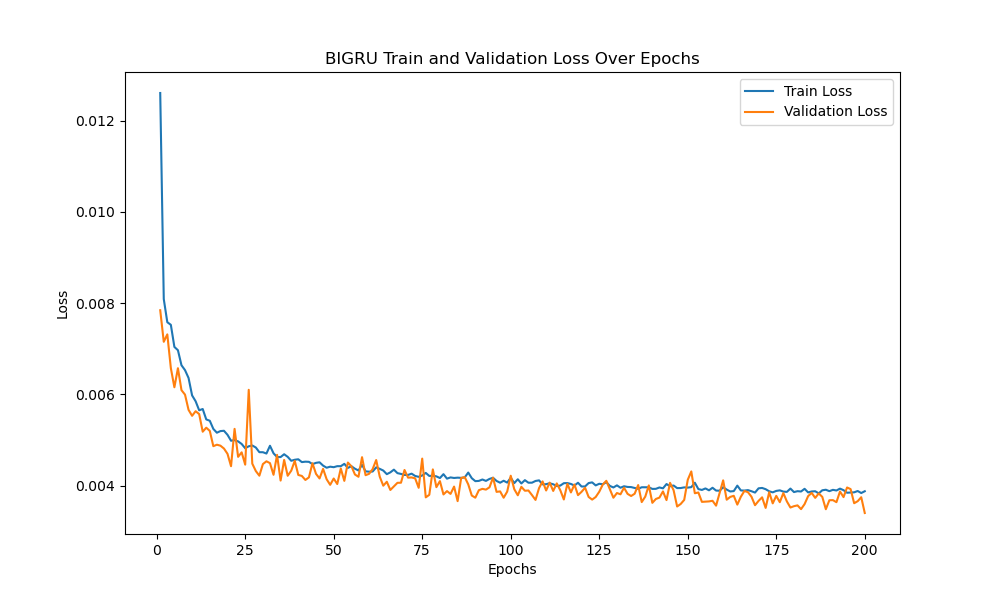 BIGRU Train and Validation Loss Over Epochs
Train Loss
Validation Loss
0.012
0.010
0.008
0.006
0.004
Loss
0 25 50 75 100 125 150 175 200
Epochs